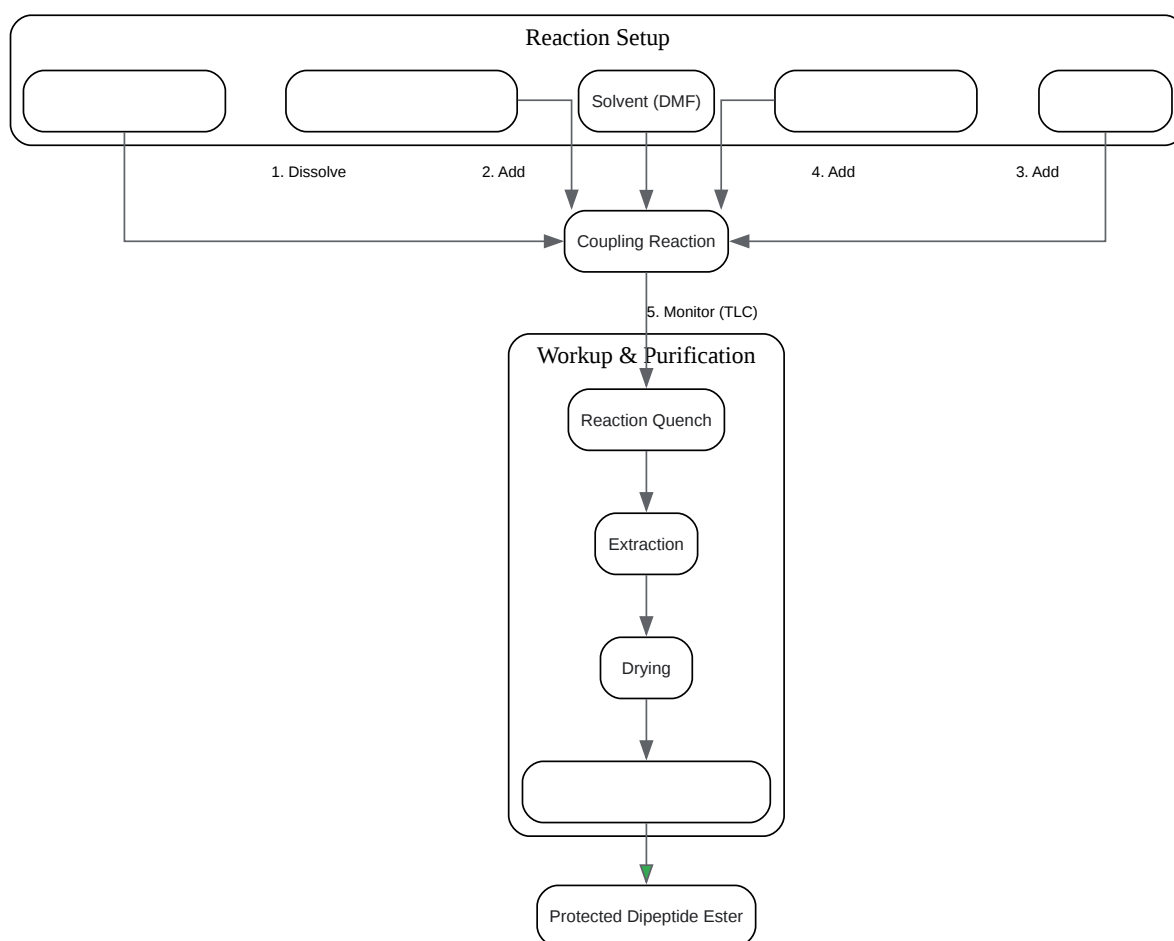 Reaction Setup
Solvent (DMF)
1. Dissolve
2. Add
4. Add
3. Add
Coupling Reaction
5. Monitor (TLC)
Workup & Purification
Reaction Quench
Extraction
Drying
Protected Dipeptide Ester